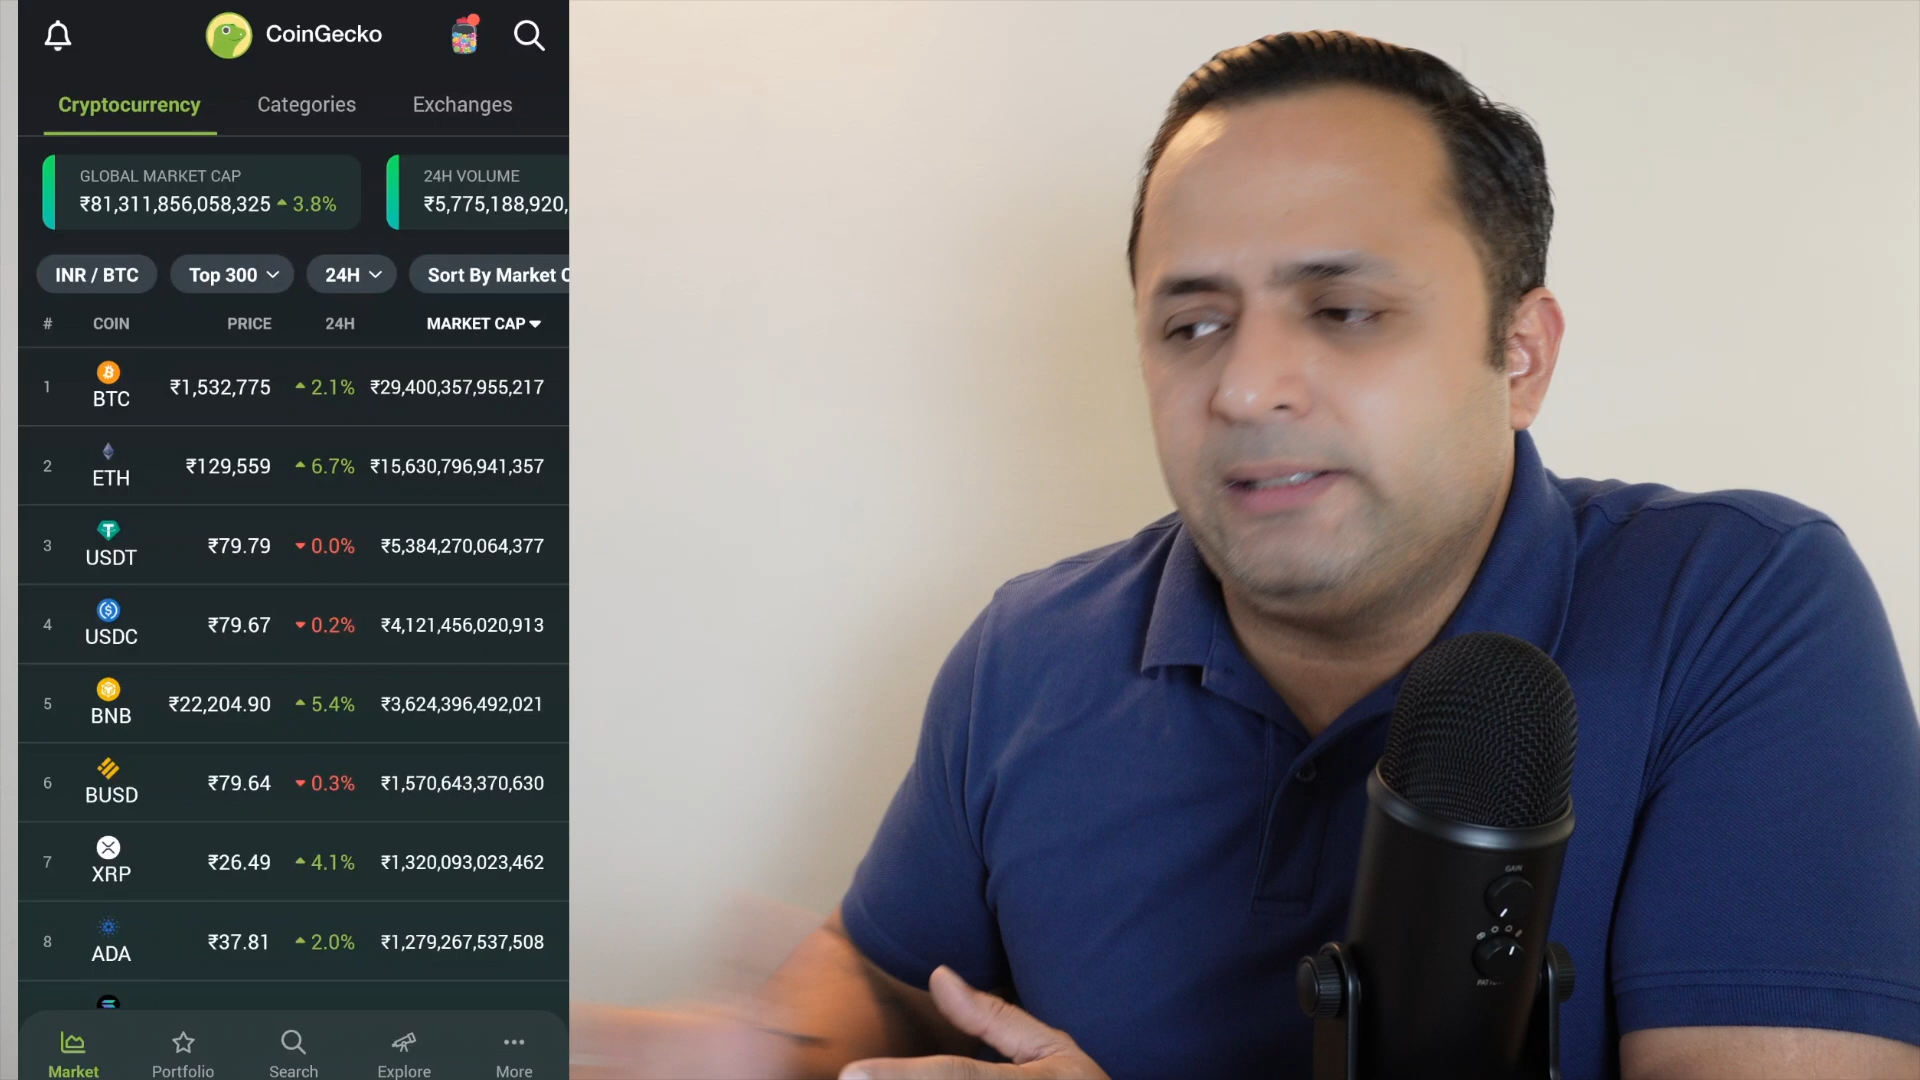 CoinGecko
Cryptocurrency Categories Exchanges
GLOBAL MARKET CAP 24H VOLUME
₹81,311,856,058,325 3.8% ₹5,775,188,920,
INR / BTC Top 300 24H Sort By Market C
# COIN PRICE 24H MARKET CAP
1 BTC ₹1,532,775 2.1% ₹29,400,357,955,217
2 ETH ₹129,559 6.7% ₹15,630,796,941,357
3 USDT ₹79.79 0.0% ₹5,384,270,064,377
4 USDC ₹79.67 0.2% ₹4,121,456,020,913
5 BNB ₹22,204.90 5.4% ₹3,624,396,492,021
6 BUSD ₹79.64 0.3% ₹1,570,643,370,630
7 XRP ₹26.49 4.1% ₹1,320,093,023,462
8 ADA ₹37.81 2.0% ₹1,279,267,537,508
Market Portfolio Search Explore More
GAIN